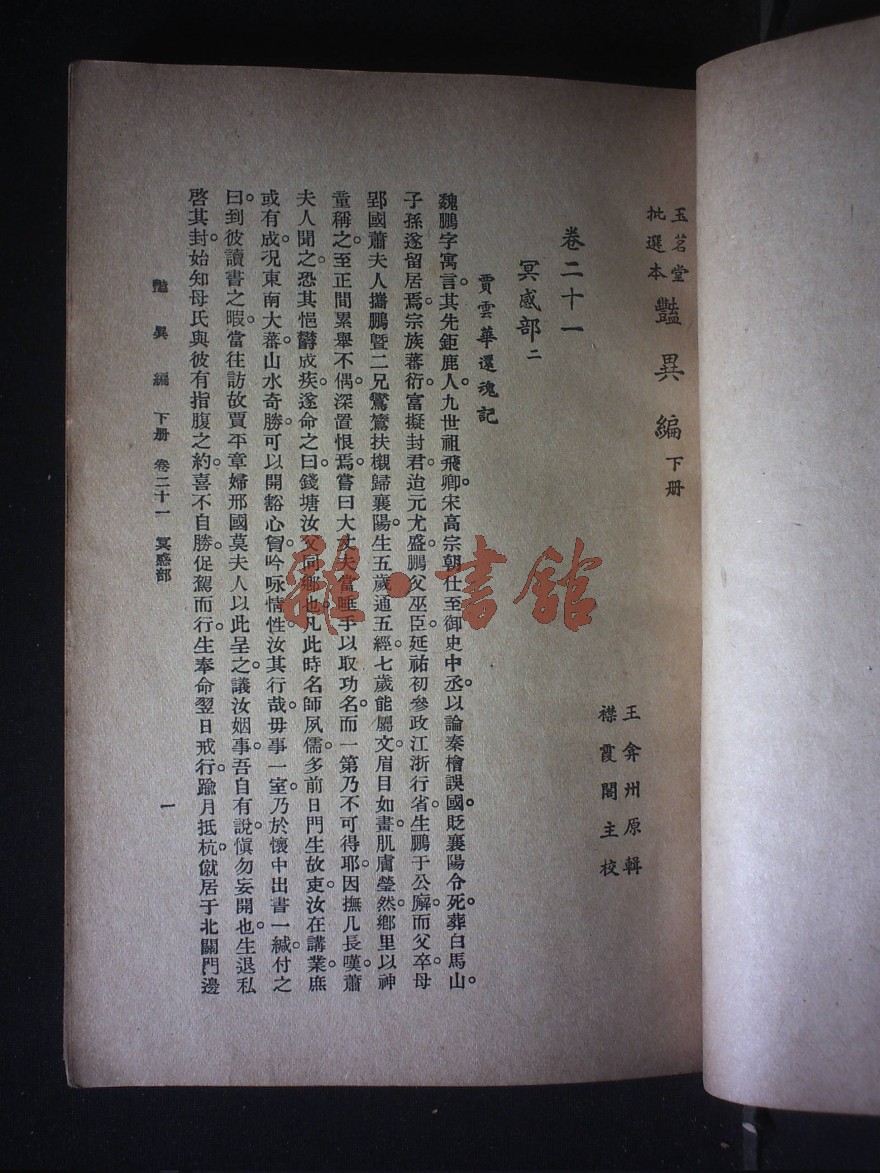 玉茗堂
批選本
豔異編 下册
王弇州原輯
襟霞閣主校
卷二十一
冥感部二
賈雲華還魂記
魏鵬字寓言。其先鉅鹿人。九世祖飛卿。宋高宗朝仕至御史中丞。以論秦檜誤國。貶襄陽令死。葬白馬山。
子孫遂留居焉。宗族蕃衍。富擬封君。迨元尤盛。鵬父巫臣。延祐初參政江浙行省。生鵬于公廨。而父卒。母
郢國蕭夫人攜鵬暨二兄鷟鶱扶櫬歸襄陽。生五歲通五經。七歲能屬文。眉目如畫。肌膚瑩然。鄉里以神
童稱之。至正間累舉不偶。深置恨焉。嘗曰大丈夫當唾手以取功名。而一第乃不可得耶。因撫几長嘆。蕭
夫人聞之。恐其悒鬱成疾。遂命之曰。錢塘汝父同鄉也。凡此時名師夙儒。多前日門生故吏。汝在講業。庶
或有成。况東南大蕃。山水奇勝。可以開豁心胷。吟咏情性。汝其行哉。毋事一室。乃於懷中出書一緘付之
曰。到彼讀書之暇。當往訪故賈平章婦邢國莫夫人。以此呈之。議汝姻事。吾自有說。愼勿妄開也。生退私
啓其封。始知母氏與彼有指腹之約。喜不自勝。促駕而行。生奉命翌日戒行。踰月抵杭。僦居于北關門邊
豔異編 下册 卷二十一 冥感部
一
雜·書館